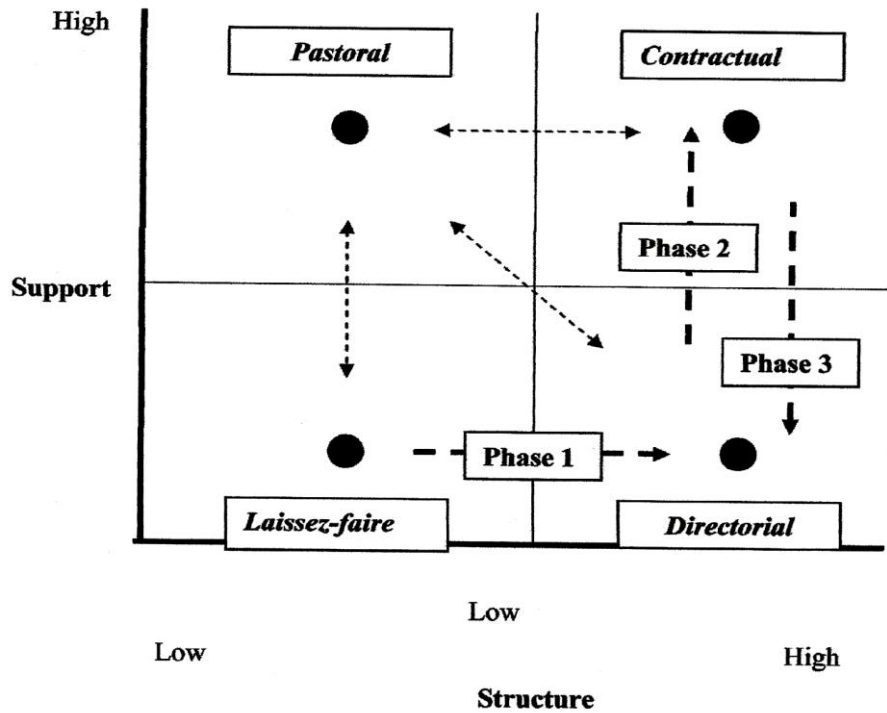 High
Pastoral
Contractual
Phase 2
Support
Phase 3
Phase 1
Laissez-faire
Directorial
Low
Low
High
Structure